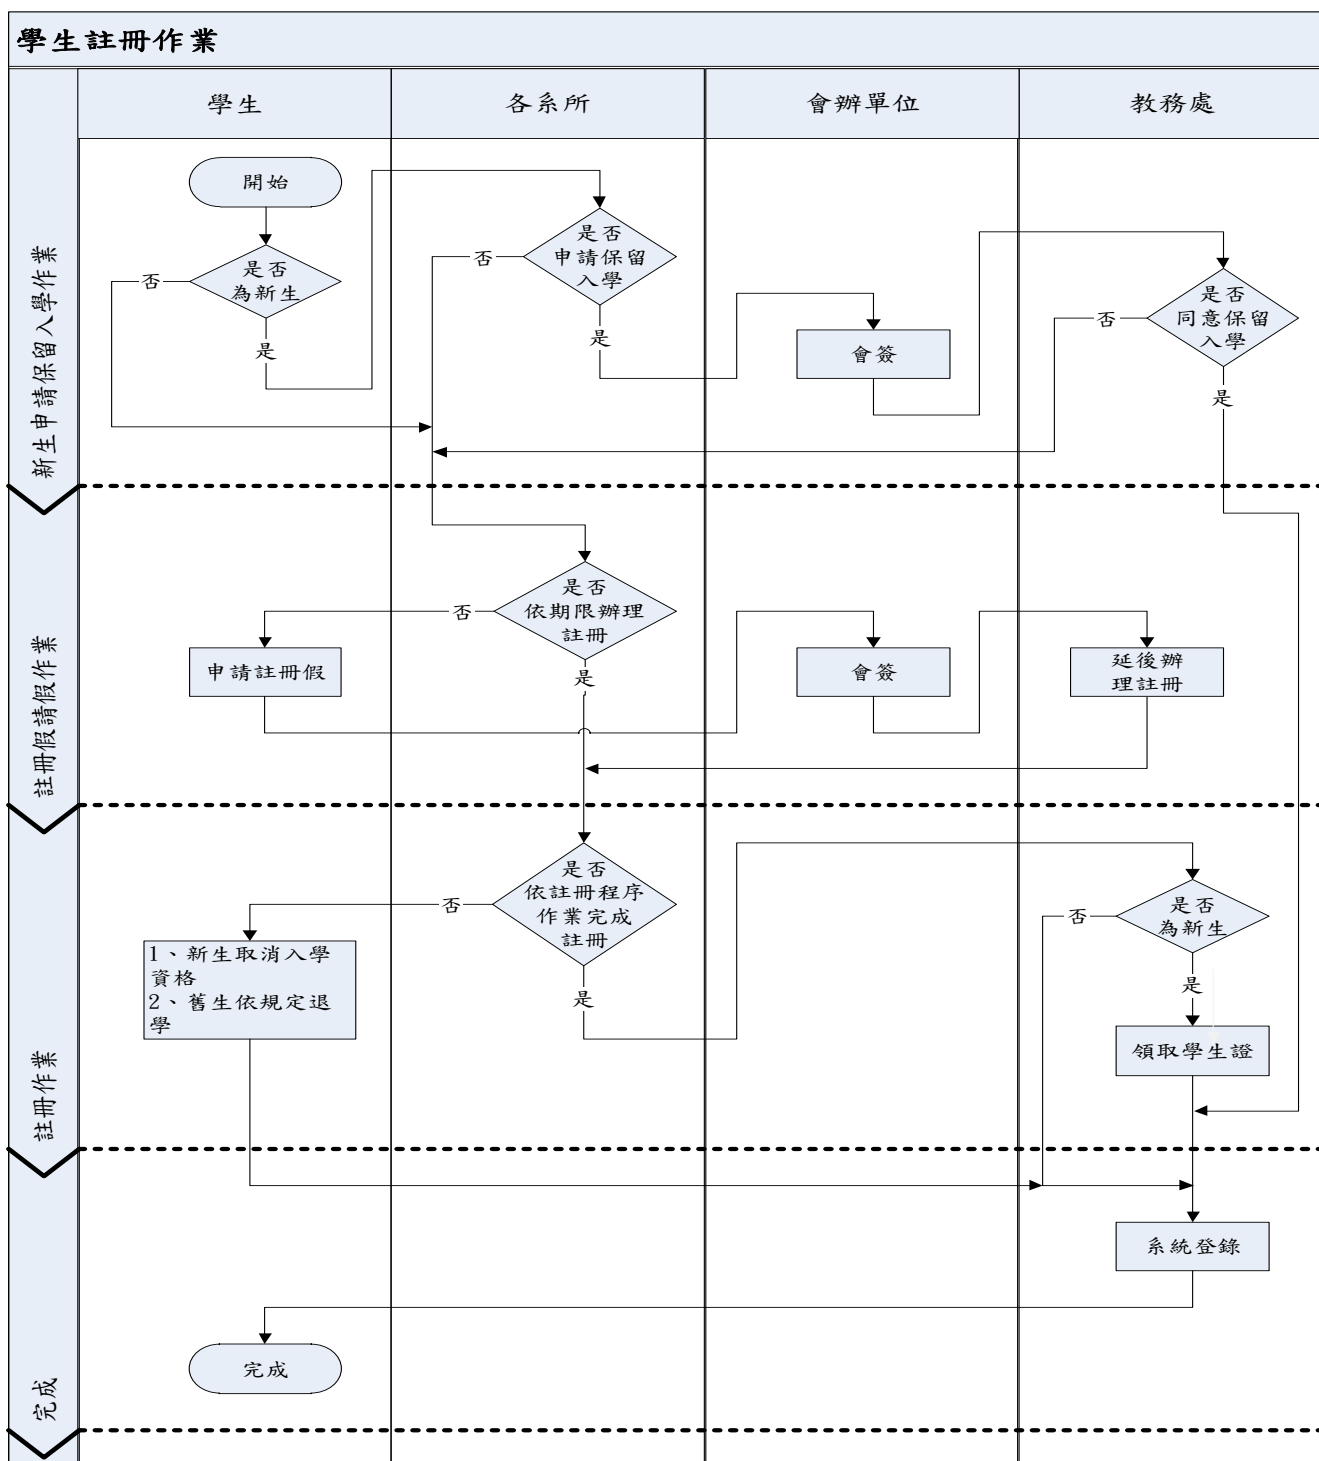 學生註冊作業
學生
各系所
會辦單位
教務處
新生申請保留入學作業
開始
是否
為新生
否
是
是否
申請保留
入學
否
是
會簽
是否
同意保留
入學
否
是
註冊假請假作業
是否
依期限辦理
註冊
否
是
申請註冊假
會簽
延後辦
理註冊
註冊作業
是否
依註冊程序
作業完成
註冊
否
是
1、新生取消入學
資格
2、舊生依規定退
學
是否
為新生
否
是
領取學生證
完成
系統登錄
完成